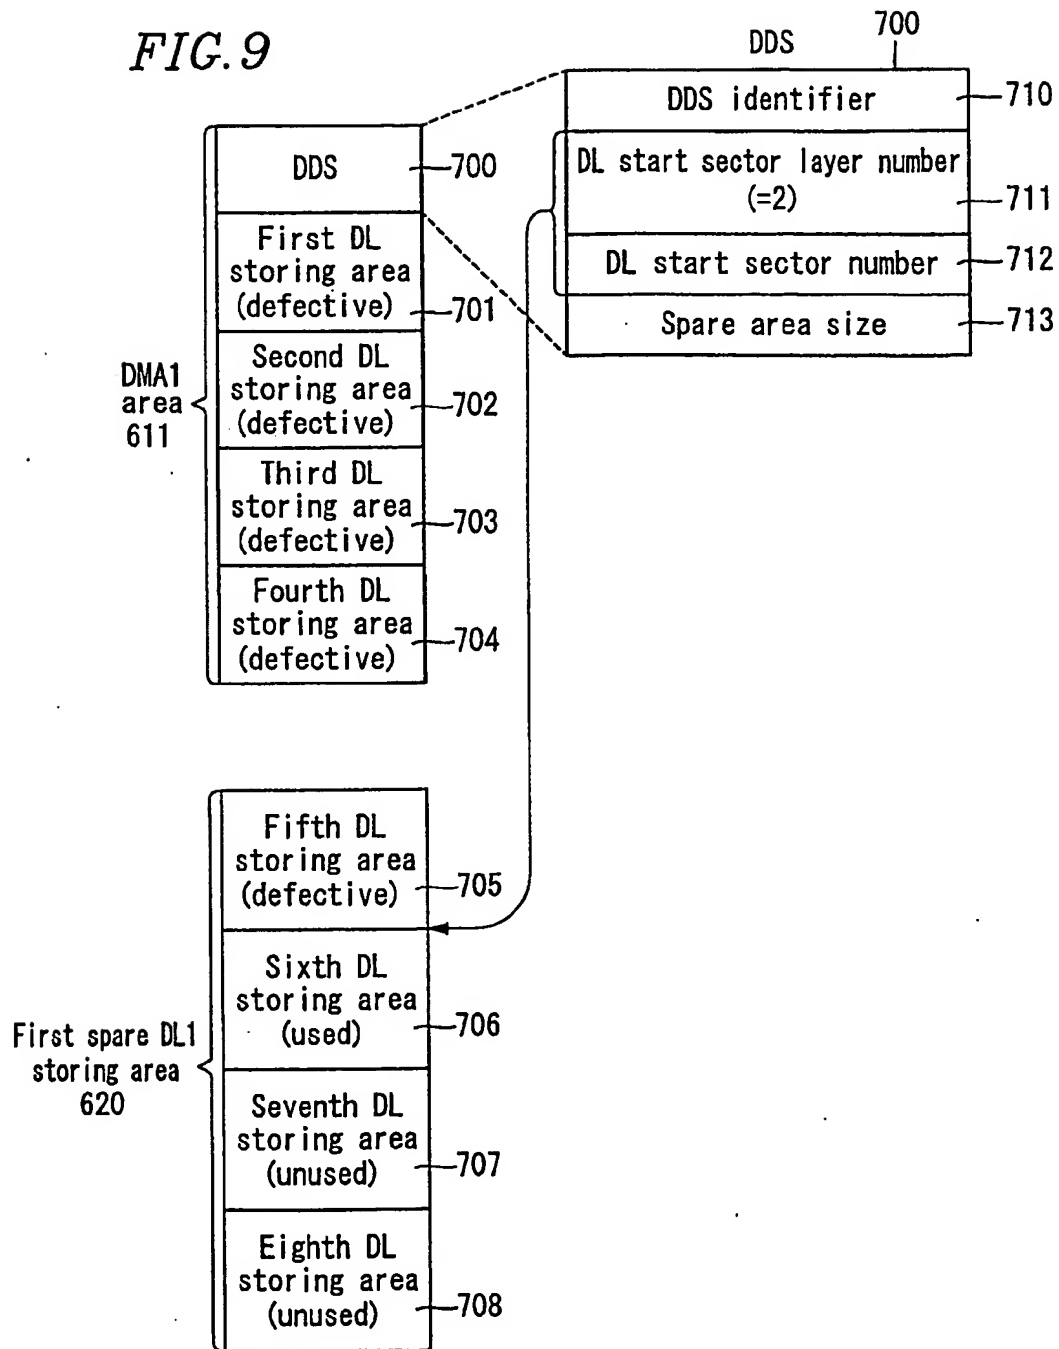 FIG. 9
DDS
700
DDS identifier
710
DL start sector layer number
(=2)
711
DL start sector number
712
Spare area size
713
DDS
700
First DL
storing area
(defective)
701
Second DL
storing area
(defective)
702
Third DL
storing area
(defective)
703
Fourth DL
storing area
(defective)
704
DMA1
area
611
Fifth DL
storing area
(defective)
705
Sixth DL
storing area
(used)
706
Seventh DL
storing area
(unused)
707
Eighth DL
storing area
(unused)
708
First spare DL1
storing area
620